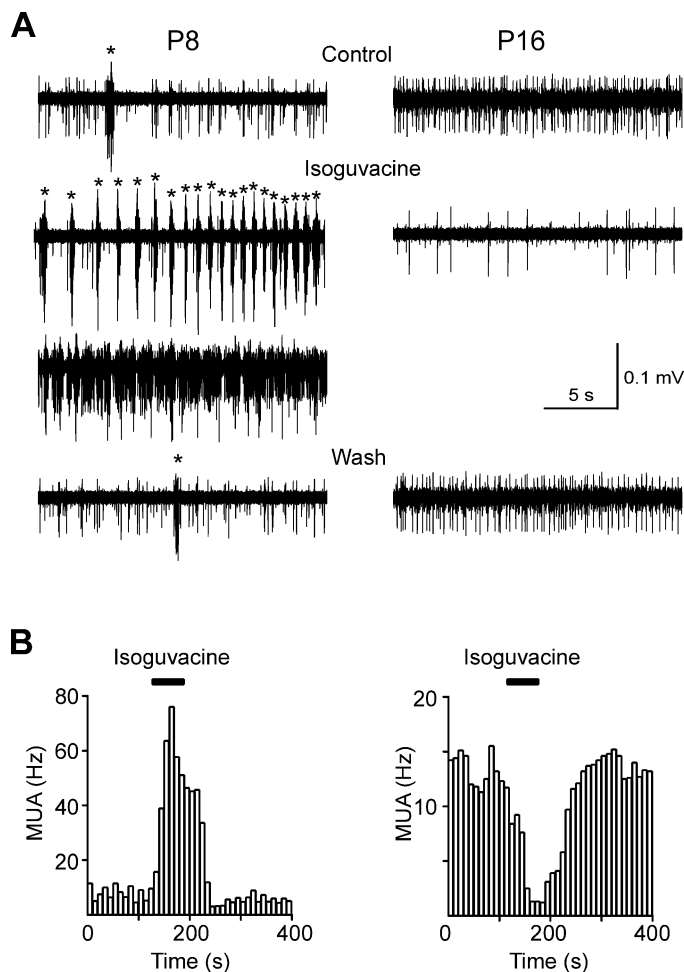 A
P8
P16
Control
*
Isoguvacine
* * * * * * * * * * * * * * * * * *
5 s
0.1 mV
Wash
*
B
Isoguvacine
Isoguvacine
80
60
40
20
MUA (Hz)
0
200
400
Time (s)
20
10
MUA (Hz)
0
200
400
Time (s)